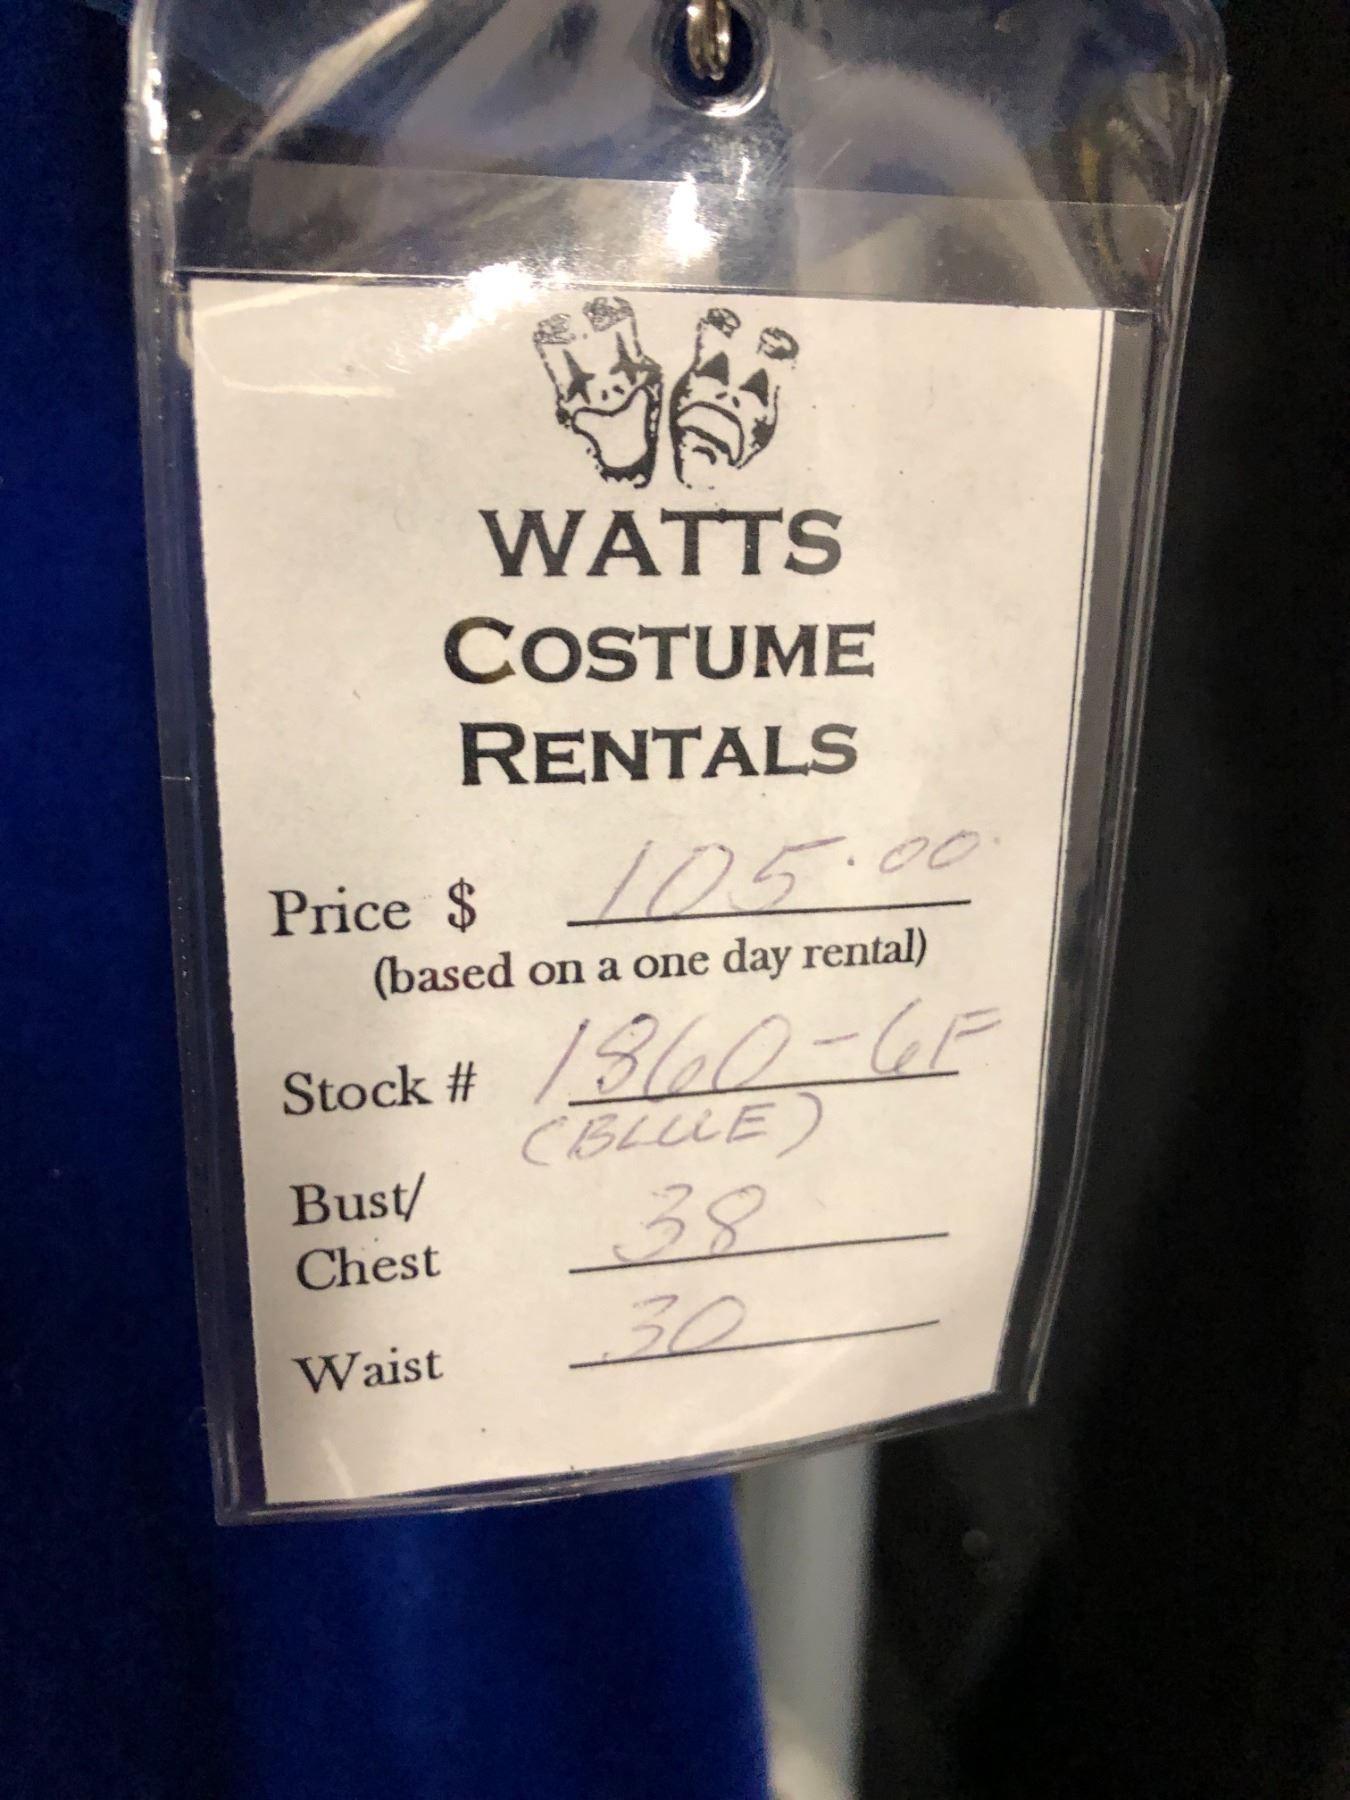 WATTS
COSTUME
RENTALS
Price $ 105.00
(based on a one day rental)
Stock # 1860-6F
(BLUE)
Bust/
Chest 38
Waist 30